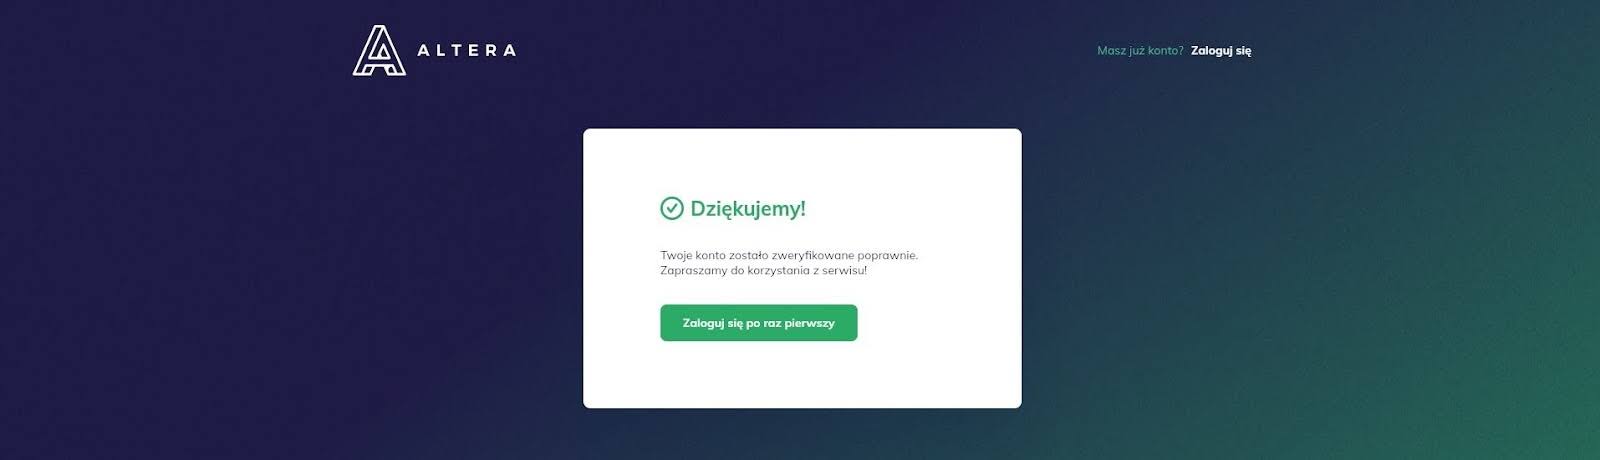 ALTERA
Masz już konto? Zaloguj się
Dziękujemy!
Twoje konto zostało zweryfikowane poprawnie.
Zapraszamy do korzystania z serwisu!
Zaloguj się po raz pierwszy